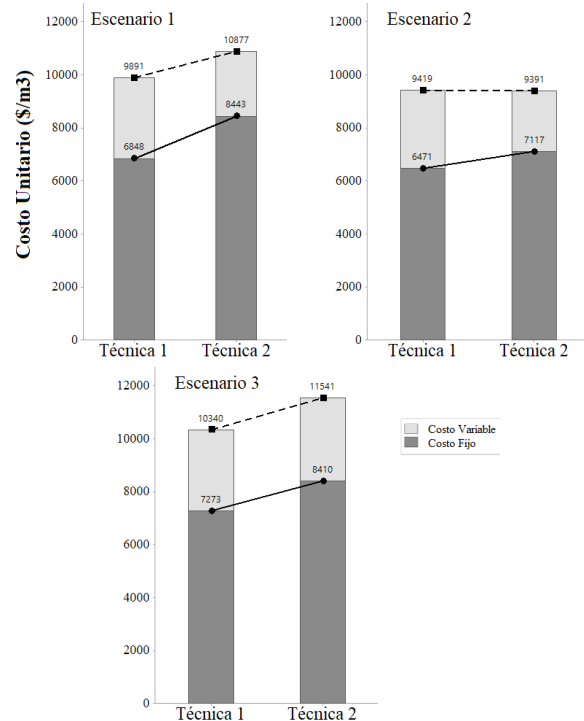 Escenario 1
Costo Unitario ($/m3)
10000
8000
6000
4000
2000
0
9891
10877
6848
8443
Técnica 1
Técnica 2
Escenario 2
10000
8000
6000
4000
2000
0
9419
9391
6471
7117
Técnica 1
Técnica 2
Escenario 3
12000
10000
8000
6000
4000
2000
0
10340
11541
7273
8410
Técnica 1
Técnica 2
Costo Variable
Costo Fijo